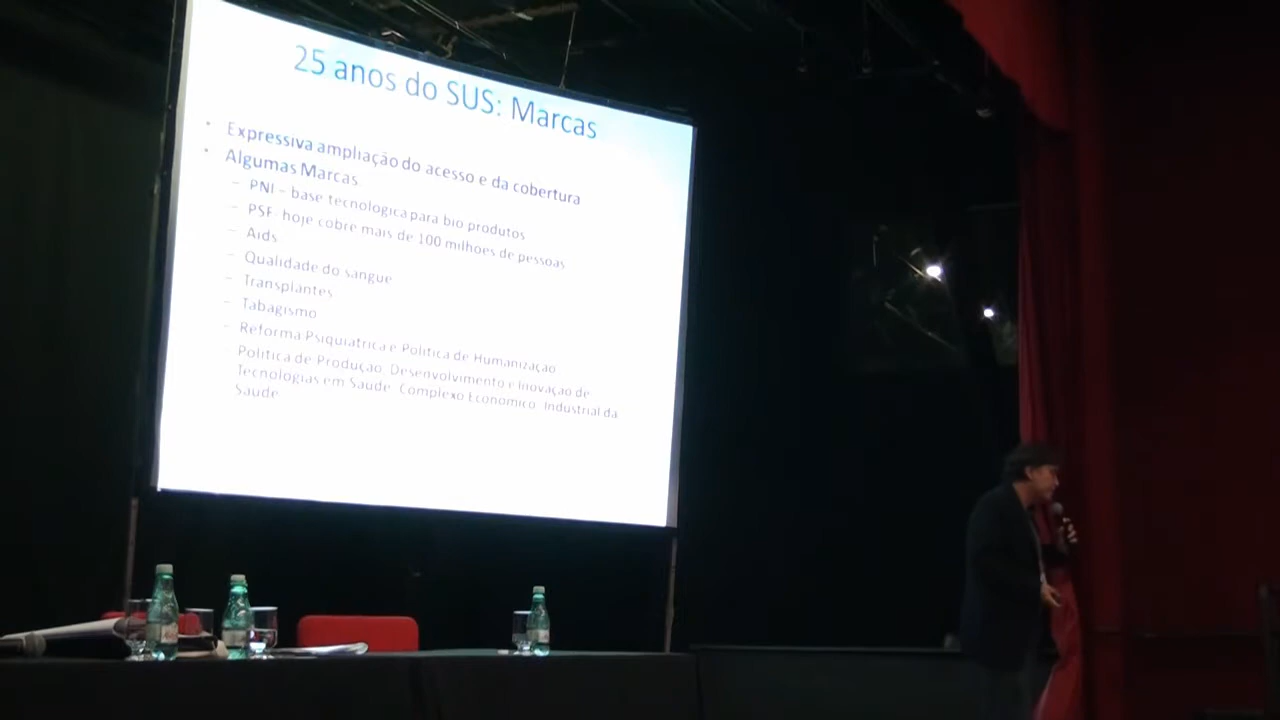 25 anos do SUS: Marcas
• Expressiva ampliação do acesso e da cobertura
• Algumas Marcas
– PNI – base tecnologica para bio produtos
– PSF- hoje cobre mais de 100 milhoes de pessoas
– Aids
– Qualidade do sangue
– Transplantes
– Tabagismo
– Reforma Psiquiatrica e Politica de Humanização
Politica de Produção, Desenvolvimento e Inovação de
Tecnologias em Saude. Complexo Economico-Industrial da
Saude